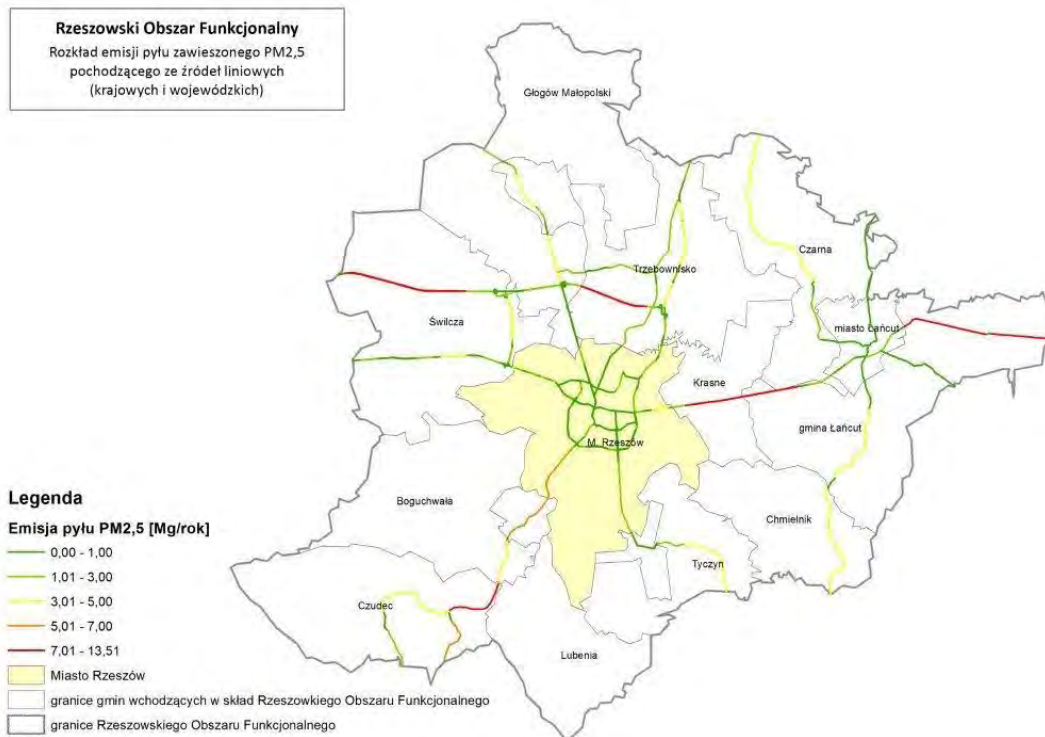 Rzeszowski Obszar Funkcjonalny
Rozkład emisji pyłu zawieszonego PM2,5
pochodzącego ze źródeł liniowych
(krajowych i wojewódzkich)
Głogów Małopolski
Czarna
Trzebownisko
Świlcza
miasto Łańcut
Krasne
gmina Łańcut
M. Rzeszów
Boguchwała
Chmielnik
Tyczyn
Czudec
Lubenia
Legenda
Emisja pyłu PM2,5 [Mg/rok]
0,00 - 1,00
1,01 - 3,00
3,01 - 5,00
5,01 - 7,00
7,01 - 13,51
Miasto Rzeszów
granice gmin wchodzących w skład Rzeszowkiego Obszaru Funkcjonalnego
granice Rzeszowskiego Obszaru Funkcjonalnego